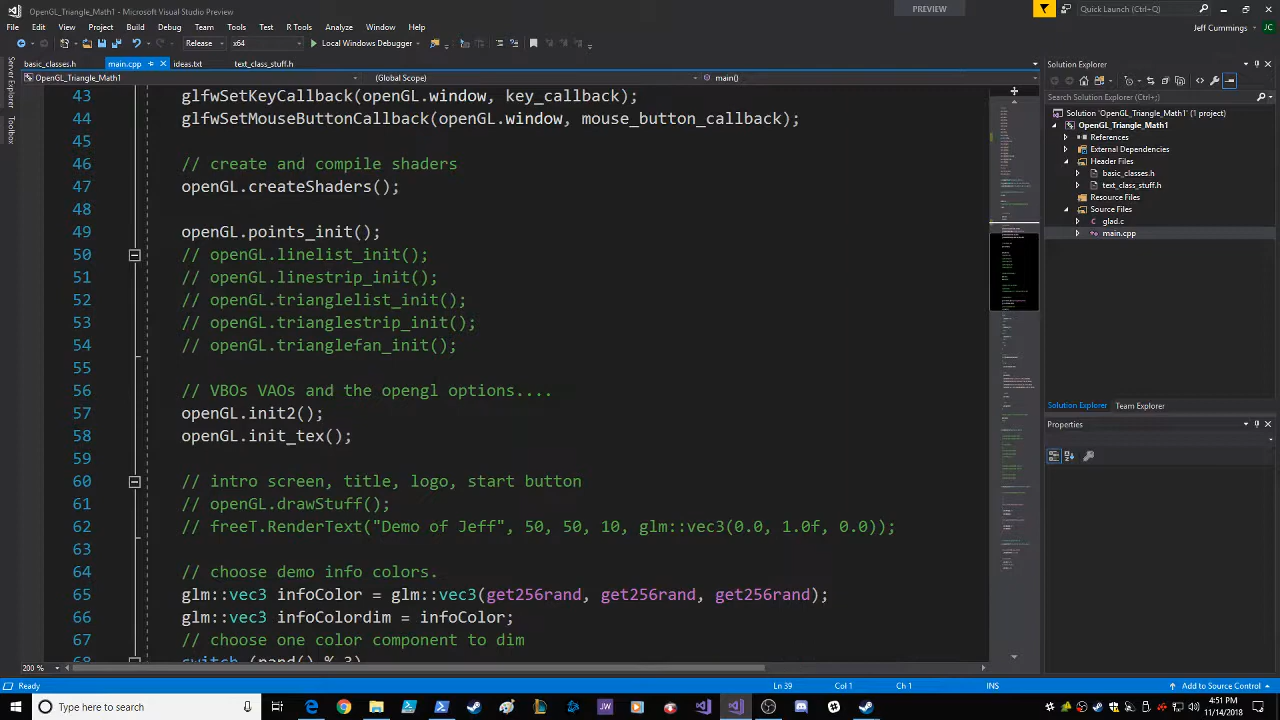 OpenGL_Triangle_Math1 - Microsoft Visual Studio Preview
PREVIEW
Quick Launch (Ctrl+Q)
File Edit View Project Build Debug Team Tools Test Analyze Window Help
Jeff Cummings
Release x64 Local Windows Debugger
basic_classes.h main.cpp ideas.txt text_class_stuff.h
OpenGL_Triangle_Math1 (Global Scope) main()
Server Explorer
Toolbox
43 glfwSetKeyCallback(openGL.window, key_callback);
44 glfwSetMouseButtonCallback(openGL.window, mouse_button_callback);
45
46 // create and compile shaders
47 openGL.createShaders();
48
49 openGL.points_init();
50 // openGL.linelist_init();
51 // openGL.linestrip_init();
52 // openGL.trianglelist_init();
53 // openGL.trianglestrip_init();
54 // openGL.trianglefan_init();
55
56 // VBOs VAOs all the opengl options....
57 openGL.init2();
58 openGL.init_box();
59
60 // intro screen, title, logo, start button
61 // openGL.drawStuff();
62 // freeT.RenderText("Demo of Jeff", 50, 50, 10, glm::vec3(0.0, 1.0f, 0.0));
63
64 // choose demo info colors.
65 glm::vec3 infoColor = glm::vec3(get256rand, get256rand, get256rand);
66 glm::vec3 infoColordim = infoColor;
67 // choose one color component to dim
68 switch (rand() % 3)
200 %
Solution Explorer
Search Solution Explorer (Ctrl+;)
Solution 'OpenGL_Triangle_Math1' (1 project)
OpenGL_Triangle_Math1
References
External Dependencies
Header Files
basic_classes.h
Resource Files
Source Files
glad.c
main.cpp
Solution Explorer Team Explorer
Properties
Ready Ln 39 Col 1 Ch 1 INS Add to Source Control
Type here to search
JW
4:51 PM
11/14/2018